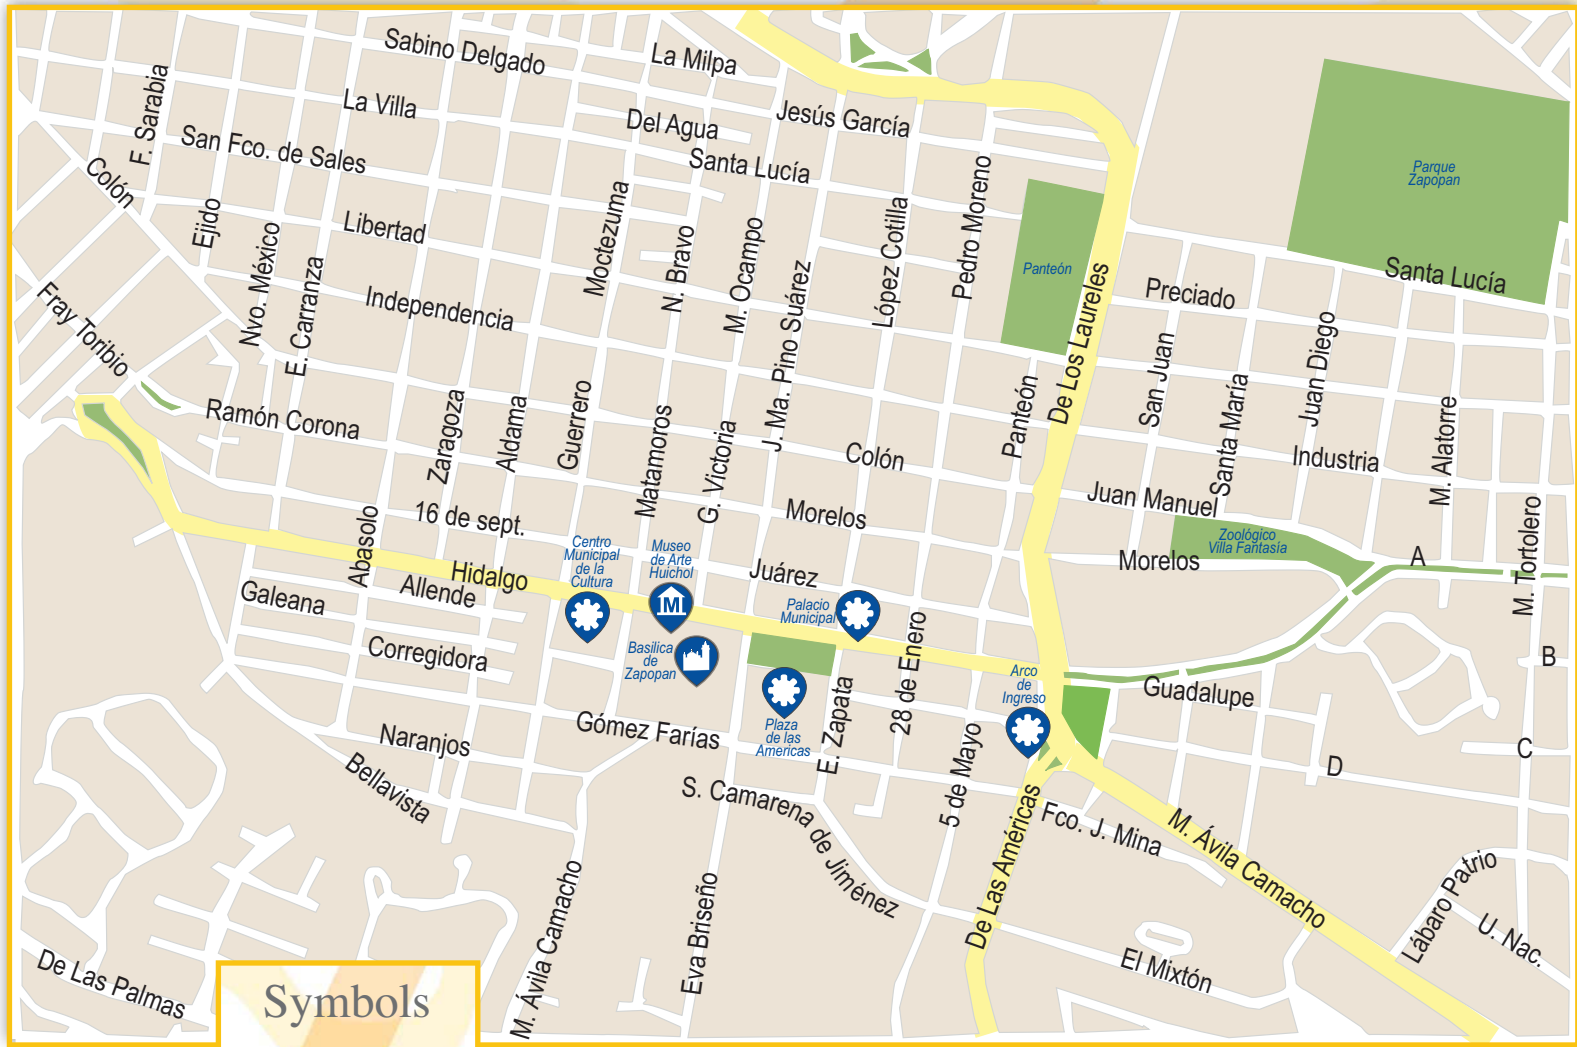 Sabino Delgado
La Milpa
F. Sarabia
La Villa
Del Agua
Jesús García
San Fco. de Sales
Santa Lucía
Colón
Parque
Zapopan
Ejido
Libertad
Moctezuma
N. Bravo
M. Ocampo
López Cotilla
Pedro Moreno
Panteón
Nvo. México
E. Carranza
Independencia
J. Ma. Pino Suárez
De Los Laureles
Preciado
Santa Lucía
Fray Toribio
San Juan
Juan Diego
Ramón Corona
Zaragoza
Aldama
Guerrero
Matamoros
G. Victoria
Colón
Panteón
Santa María
Industria
M. Alatorre
16 de sept.
Morelos
Juan Manuel
Abasolo
Centro
Municipal
de la
Cultura
Museo
de Arte
Huichol
M
Zoológico
Villa Fantasía
Morelos
A
M. Tortolero
Hidalgo
Allende
Galeana
Juárez
Palacio
Municipal
Corregidora
Basilica
de
Zapopan
28 de Enero
Arco
de
Ingreso
B
Guadalupe
Naranjos
Gómez Farías
Plaza
de las
Américas
E. Zapata
5 de Mayo
C
D
Bellavista
S. Camarena de Jiménez
De Las Américas
Fco. J. Mina
M. Ávila Camacho
Lábaro Patrio
U. Nac.
M. Ávila Camacho
Eva Briseño
El Mixtón
De Las Palmas
Symbols